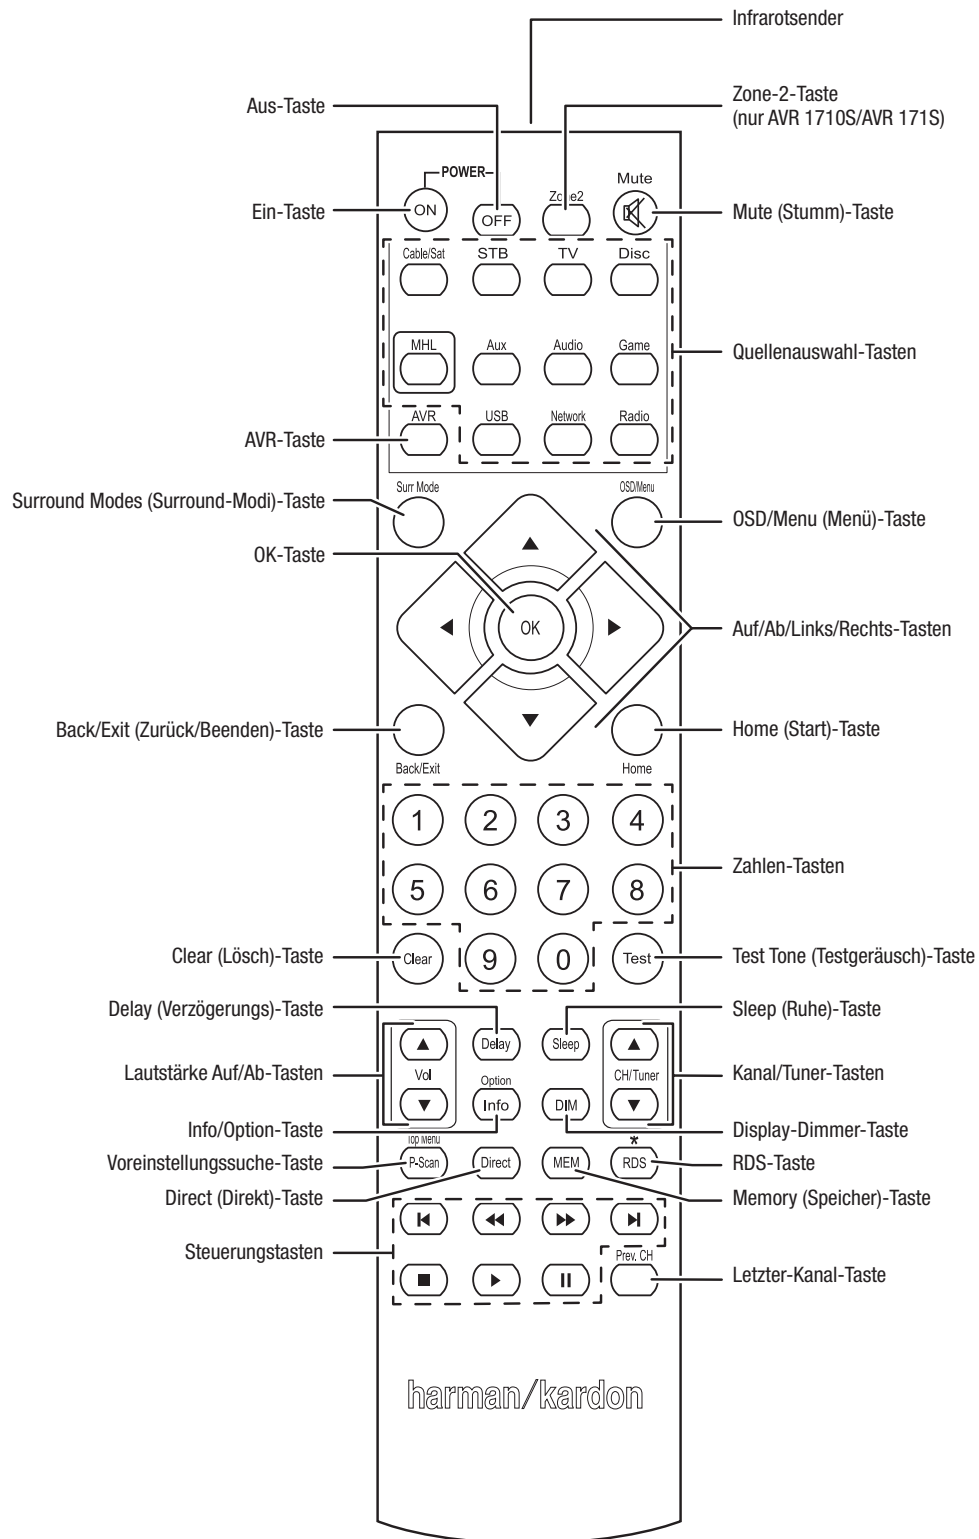 Infrarotsender
Aus-Taste
Zone-2-Taste
(nur AVR 1710S/AVR 171S)
POWER
Mute
Zone2
Ein-Taste
ON
OFF
Mute (Stumm)-Taste
Cable/Sat
STB
TV
Disc
MHL
Aux
Audio
Game
Quellenauswahl-Tasten
AVR
USB
Network
Radio
AVR-Taste
Surr Mode
OSD/Menu
Surround Modes (Surround-Modi)-Taste
OSD/Menu (Menü)-Taste
OK-Taste
OK
Auf/Ab/Links/Rechts-Tasten
Back/Exit (Zurück/Beenden)-Taste
Home (Start)-Taste
Back/Exit
Home
1
2
3
4
Zahlen-Tasten
5
6
7
8
Clear (Lösch)-Taste
Clear
9
0
Test
Test Tone (Testgeräusch)-Taste
Delay (Verzögerungs)-Taste
Sleep (Ruhe)-Taste
Delay
Sleep
Lautstärke Auf/Ab-Tasten
Vol
CH/Tuner
Kanal/Tuner-Tasten
Option
Info
DIM
Info/Option-Taste
Display-Dimmer-Taste
Top Menu
*
Voreinstellungssuche-Taste
P-Scan
Direct
MEM
RDS
RDS-Taste
Direct (Direkt)-Taste
Memory (Speicher)-Taste
Steuerungstasten
Prev. CH
Letzter-Kanal-Taste
harman/kardon